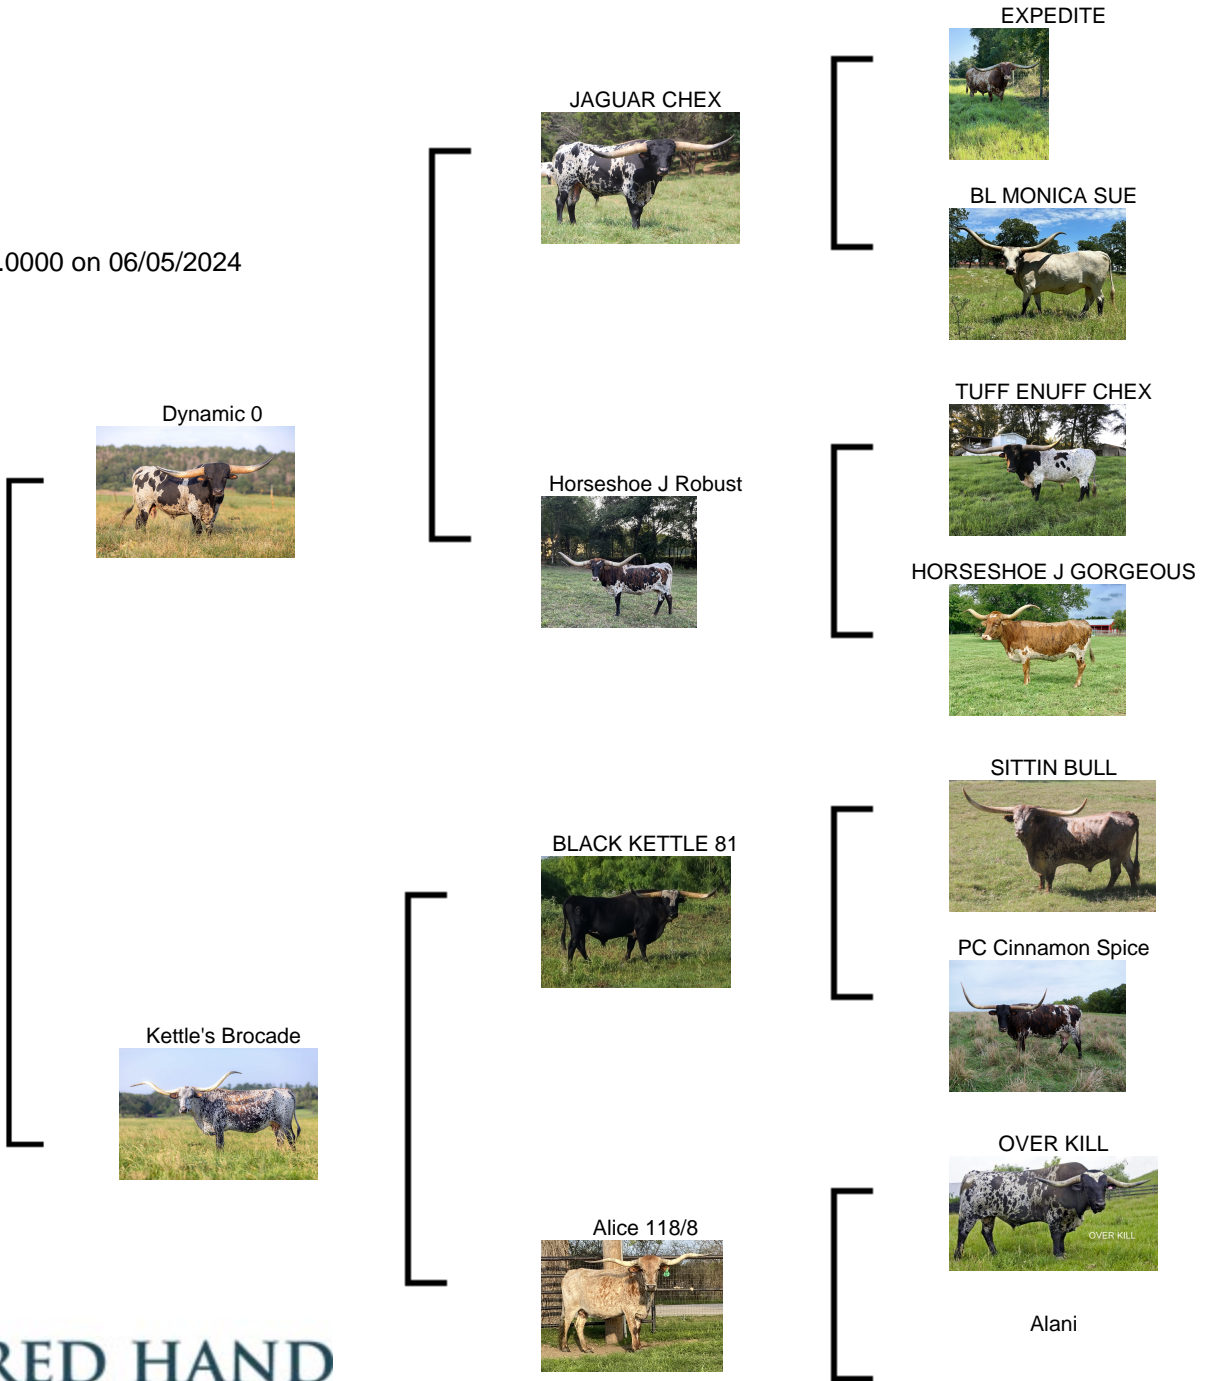 EXPEDITE
JAGUAR CHEX
BL MONICA SUE
.0000 on 06/05/2024
TUFF ENUFF CHEX
Dynamic 0
Horseshoe J Robust
HORSESHOE J GORGEOUS
SITTIN BULL
BLACK KETTLE 81
PC Cinnamon Spice
Kettle's Brocade
OVER KILL
OVER KILL
Alice 118/8
Alani
RED HAND